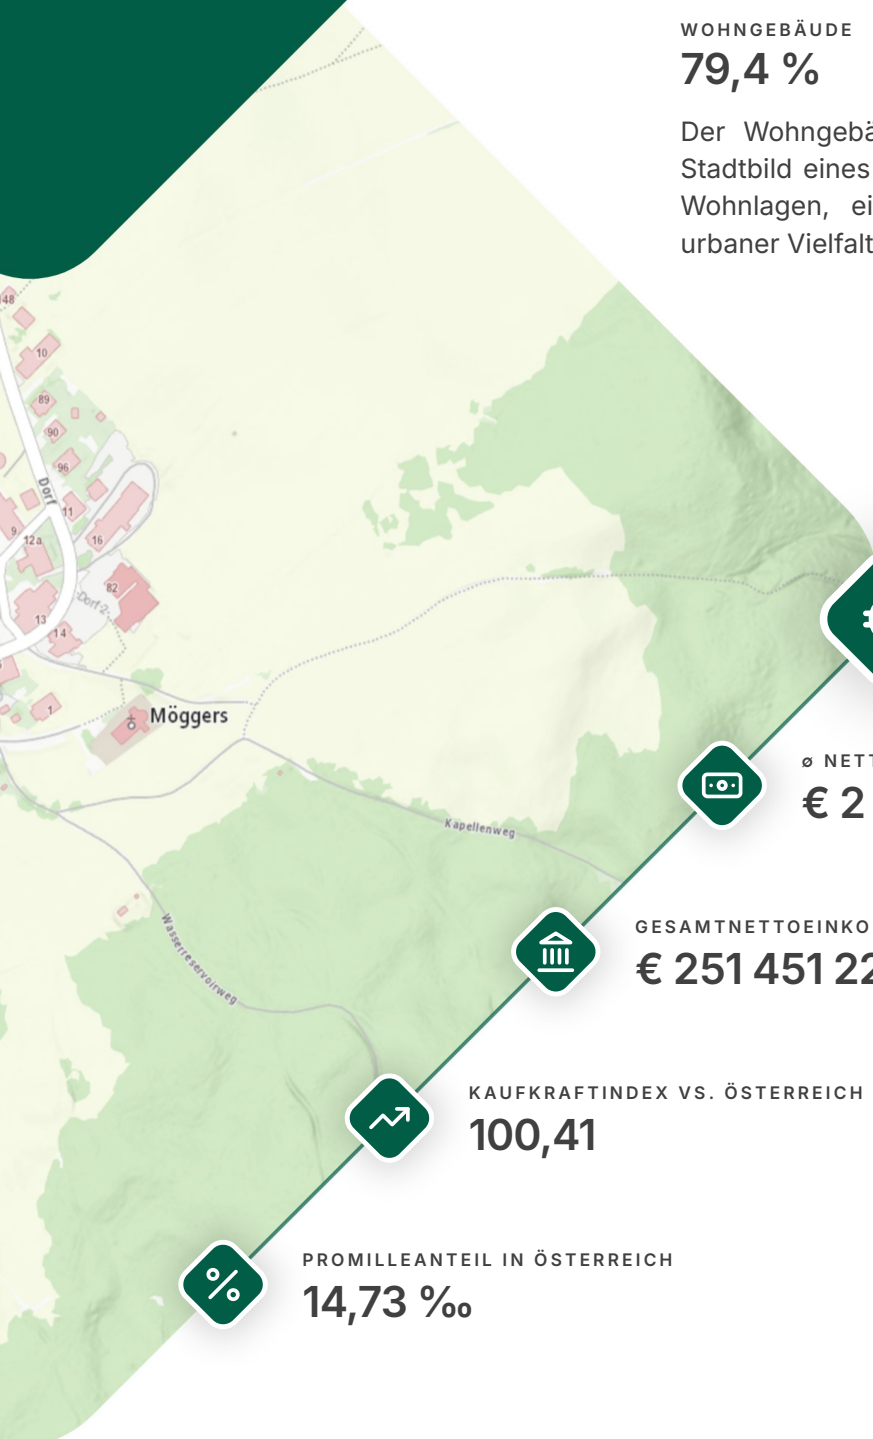 WOHNGEBÄUDE
79,4 %
Der Wohngebä
Stadtbild eines
Wohnlagen, ei
urbaner Vielfalt
148
10
89
90
96
Dorf
11
9
12a
16
82
Dorf 2
13
14
1
Möggers
Kapellenweg
Wasserreservoirweg
ø NETT
€ 2
GESAMTNETTOEINKO
€ 251 451 22
KAUFKRAFTINDEX VS. ÖSTERREICH
100,41
PROMILLEANTEIL IN ÖSTERREICH
14,73 ‰